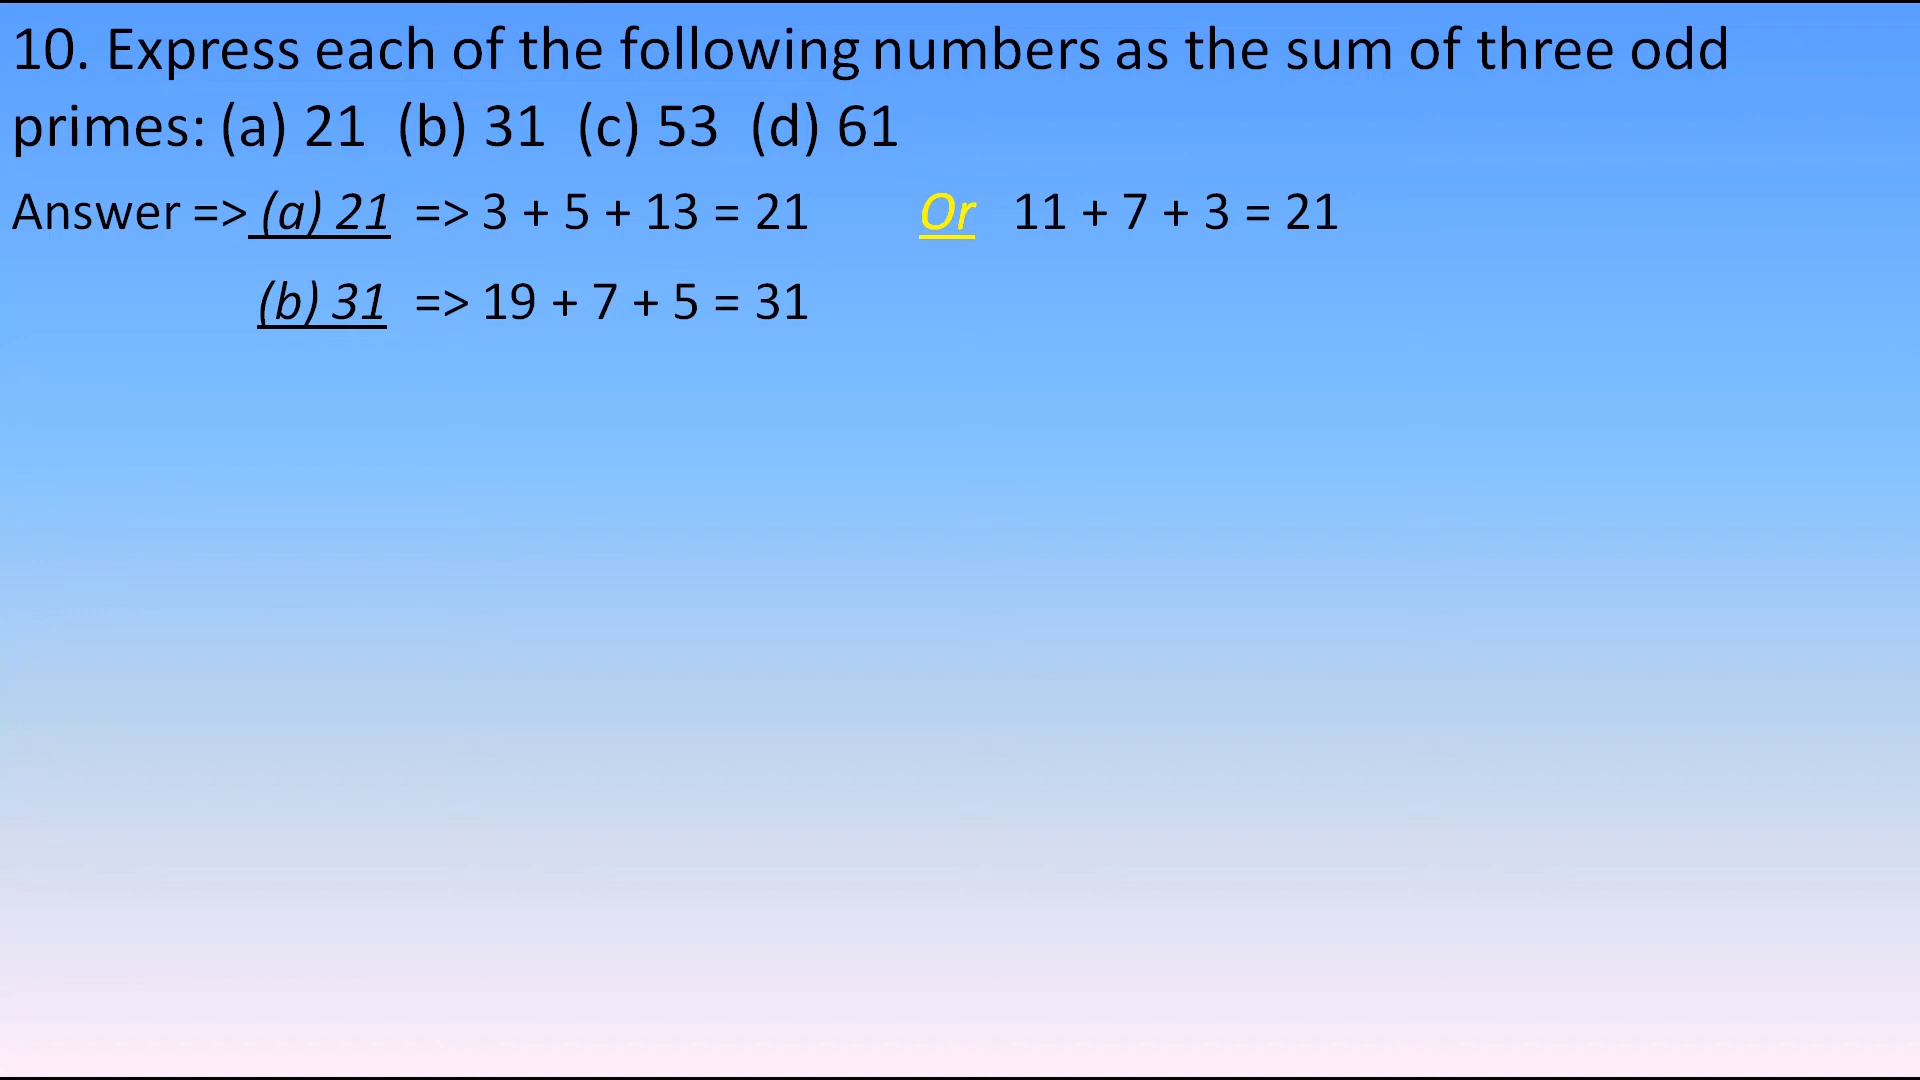 10. Express each of the following numbers as the sum of three odd
primes: (a) 21 (b) 31 (c) 53 (d) 61
Answer => (a) 21 => 3 + 5 + 13 = 21 Or 11 + 7 + 3 = 21
(b) 31 => 19 + 7 + 5 = 31